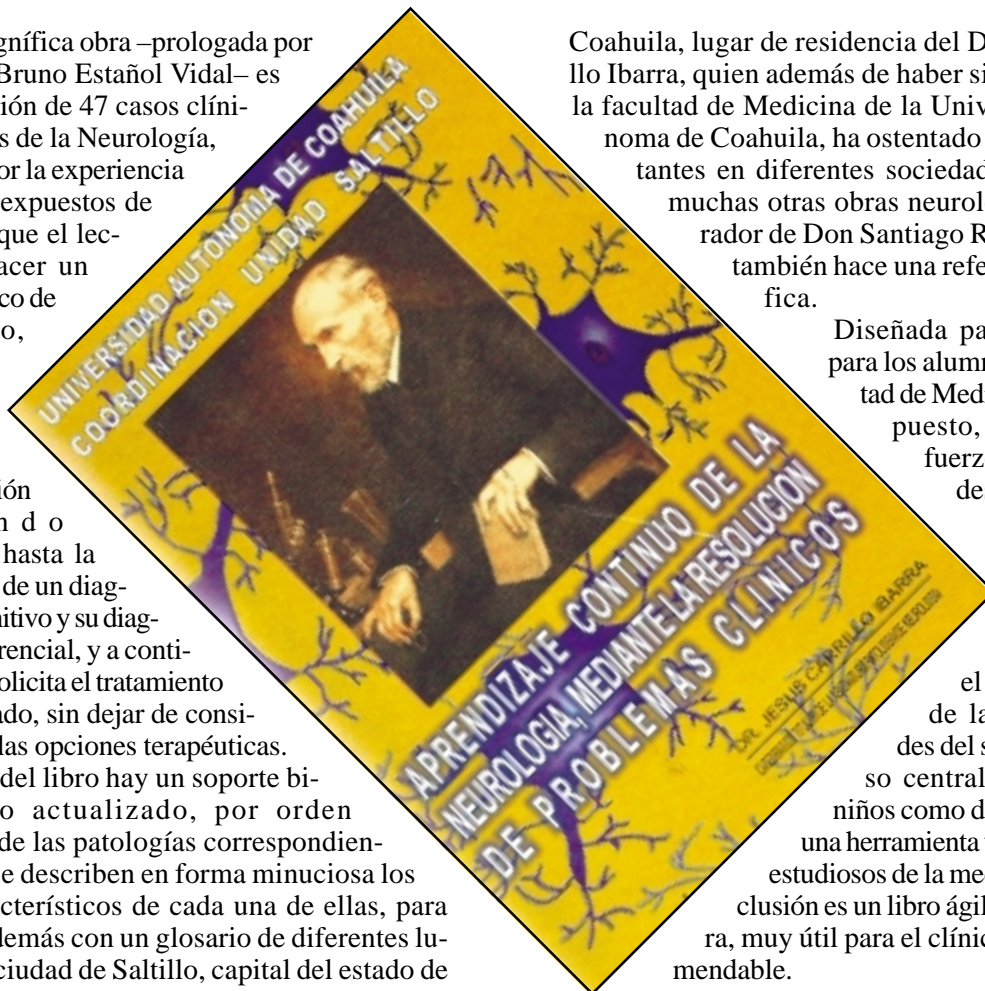 gnífica obra –prologada por
Bruno Estañol Vidal– es
ión de 47 casos clíni-
s de la Neurología,
or la experiencia
expuestos de
que el lec-
acer un
co de
o,
ión
n d o
hasta la
de un diag-
nitivo y su diag-
rencial, y a conti-
olicita el tratamiento
ado, sin dejar de consi-
las opciones terapéuticas.
del libro hay un soporte bi-
o actualizado, por orden
de las patologías correspondien-
e describen en forma minuciosa los
cterísticos de cada una de ellas, para
demás con un glosario de diferentes lu-
ciudad de Saltillo, capital del estado de
UNIVERSIDAD AUTONOMA DE COAHUILA
COORDINACION UNIDAD SALTILLO
APRENDIZAJE CONTINUO DE LA
NEUROLOGIA, MEDIANTE LA RESOLUCION
DE PROBLEMAS CLINICOS
DR. JESUS CARRILLO IBARRA
Coahuila, lugar de residencia del D
llo Ibarra, quien además de haber si
la facultad de Medicina de la Univ
noma de Coahuila, ha ostentado
tantes en diferentes sociedad
muchas otras obras neurol
rador de Don Santiago R
también hace una refe
fica.
Diseñada pa
para los alumn
tad de Med
puesto,
fuerz
de
el
de la
des del s
so central
niños como d
una herramienta
estudiosos de la me
clusión es un libro ágil
ra, muy útil para el clínic
mendable.